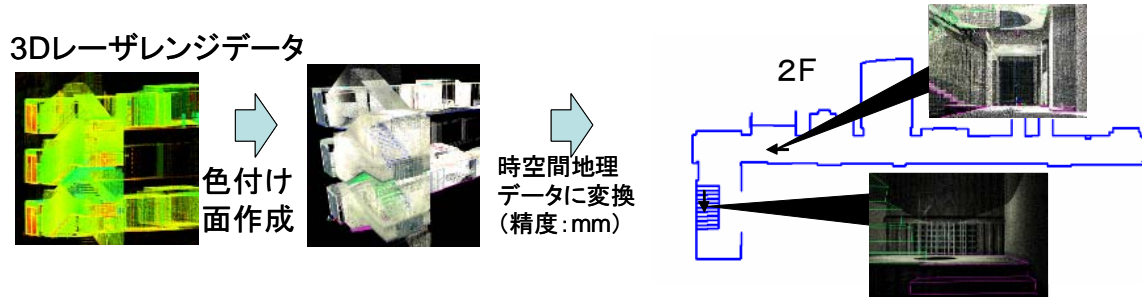 3Dレーザレンジデータ
色付け
面作成
時空間地理
データに変換
(精度:mm)
2F